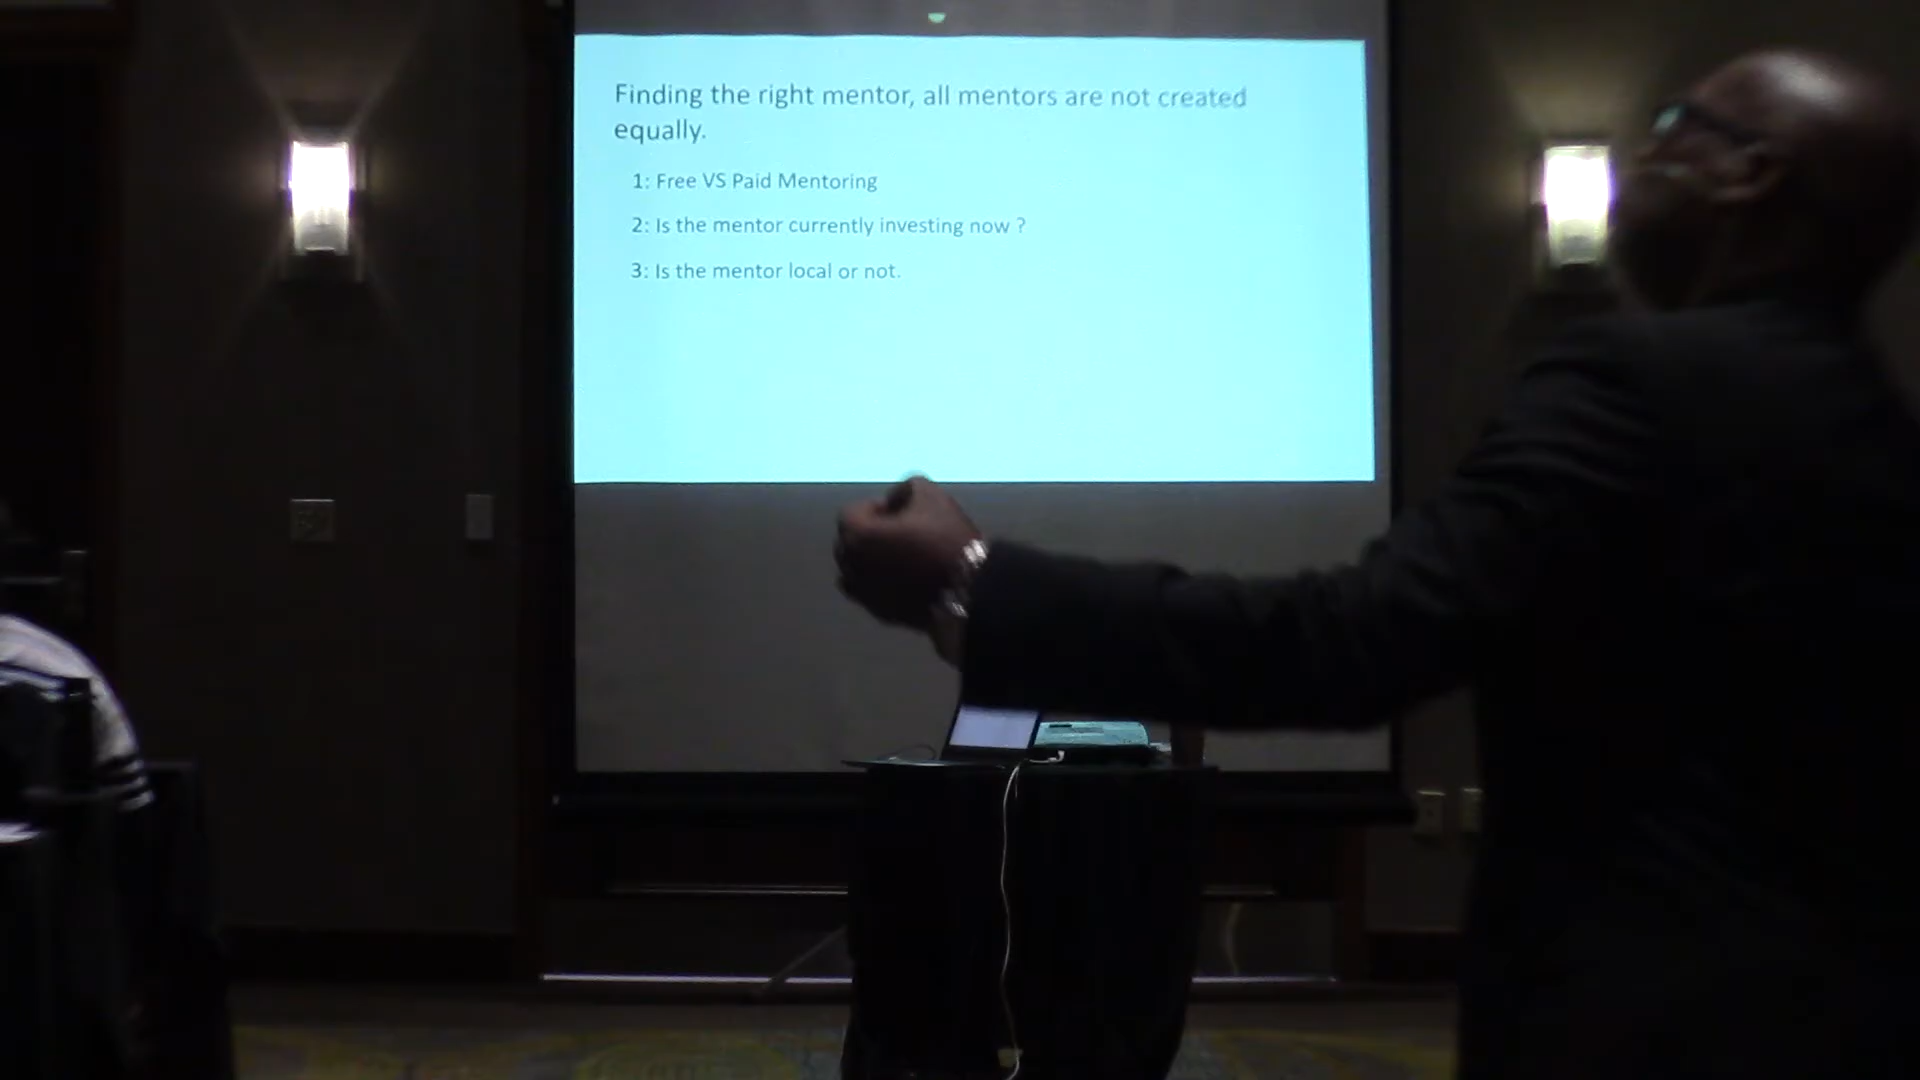 Finding the right mentor, all mentors are not created
equally.
1: Free VS Paid Mentoring
2: Is the mentor currently investing now ?
3: Is the mentor local or not.